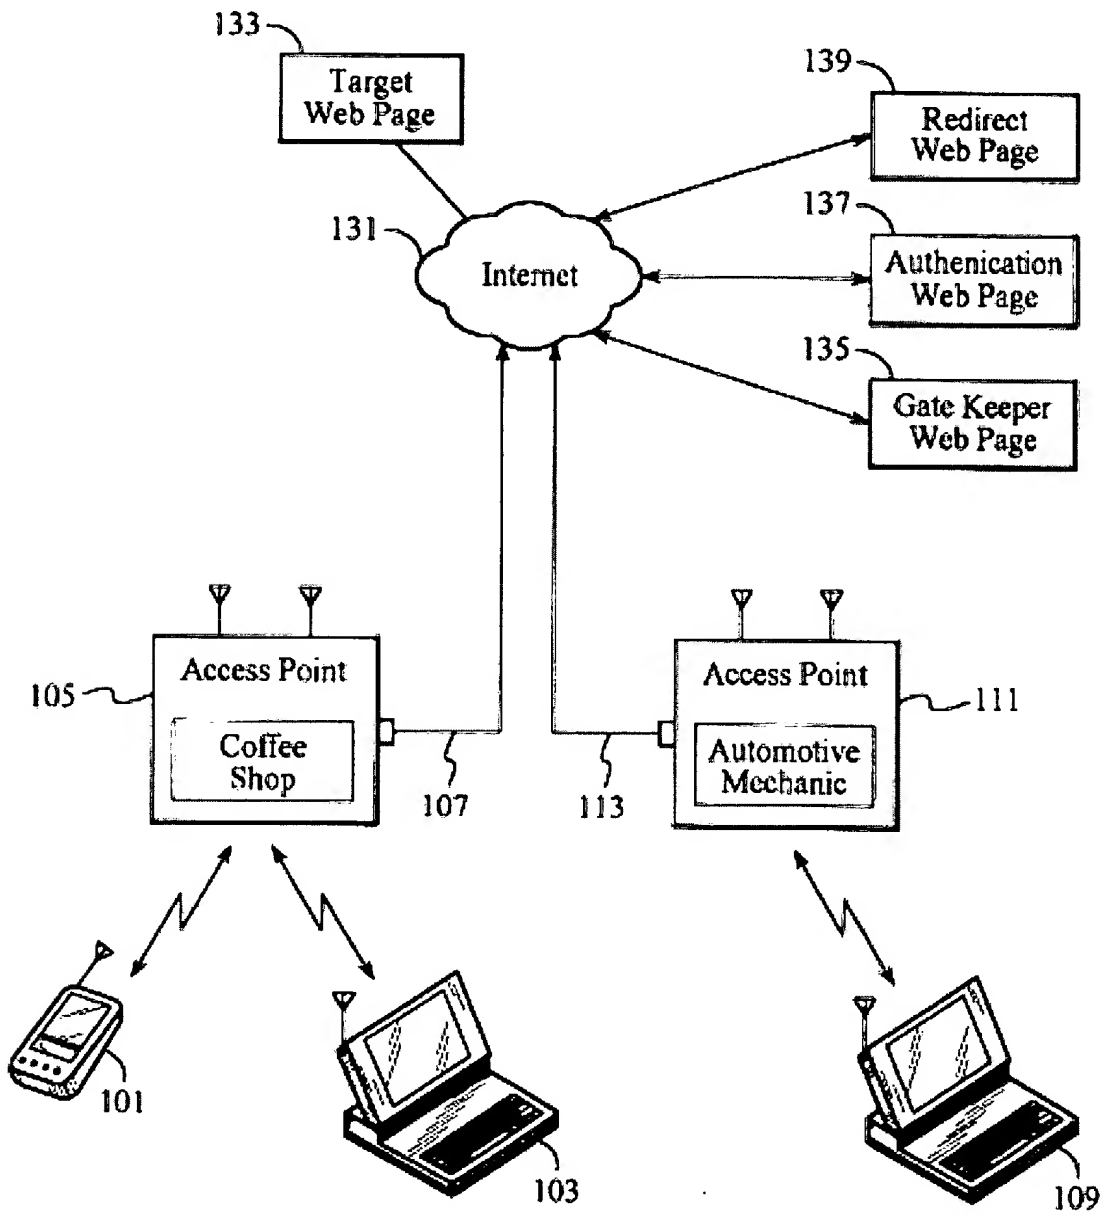 133
Target
Web Page
139
Redirect
Web Page
131
Internet
137
Authenication
Web Page
135
Gate Keeper
Web Page
105
Access Point
Coffee
Shop
107
Access Point
111
Automotive
Mechanic
113
101
103
109